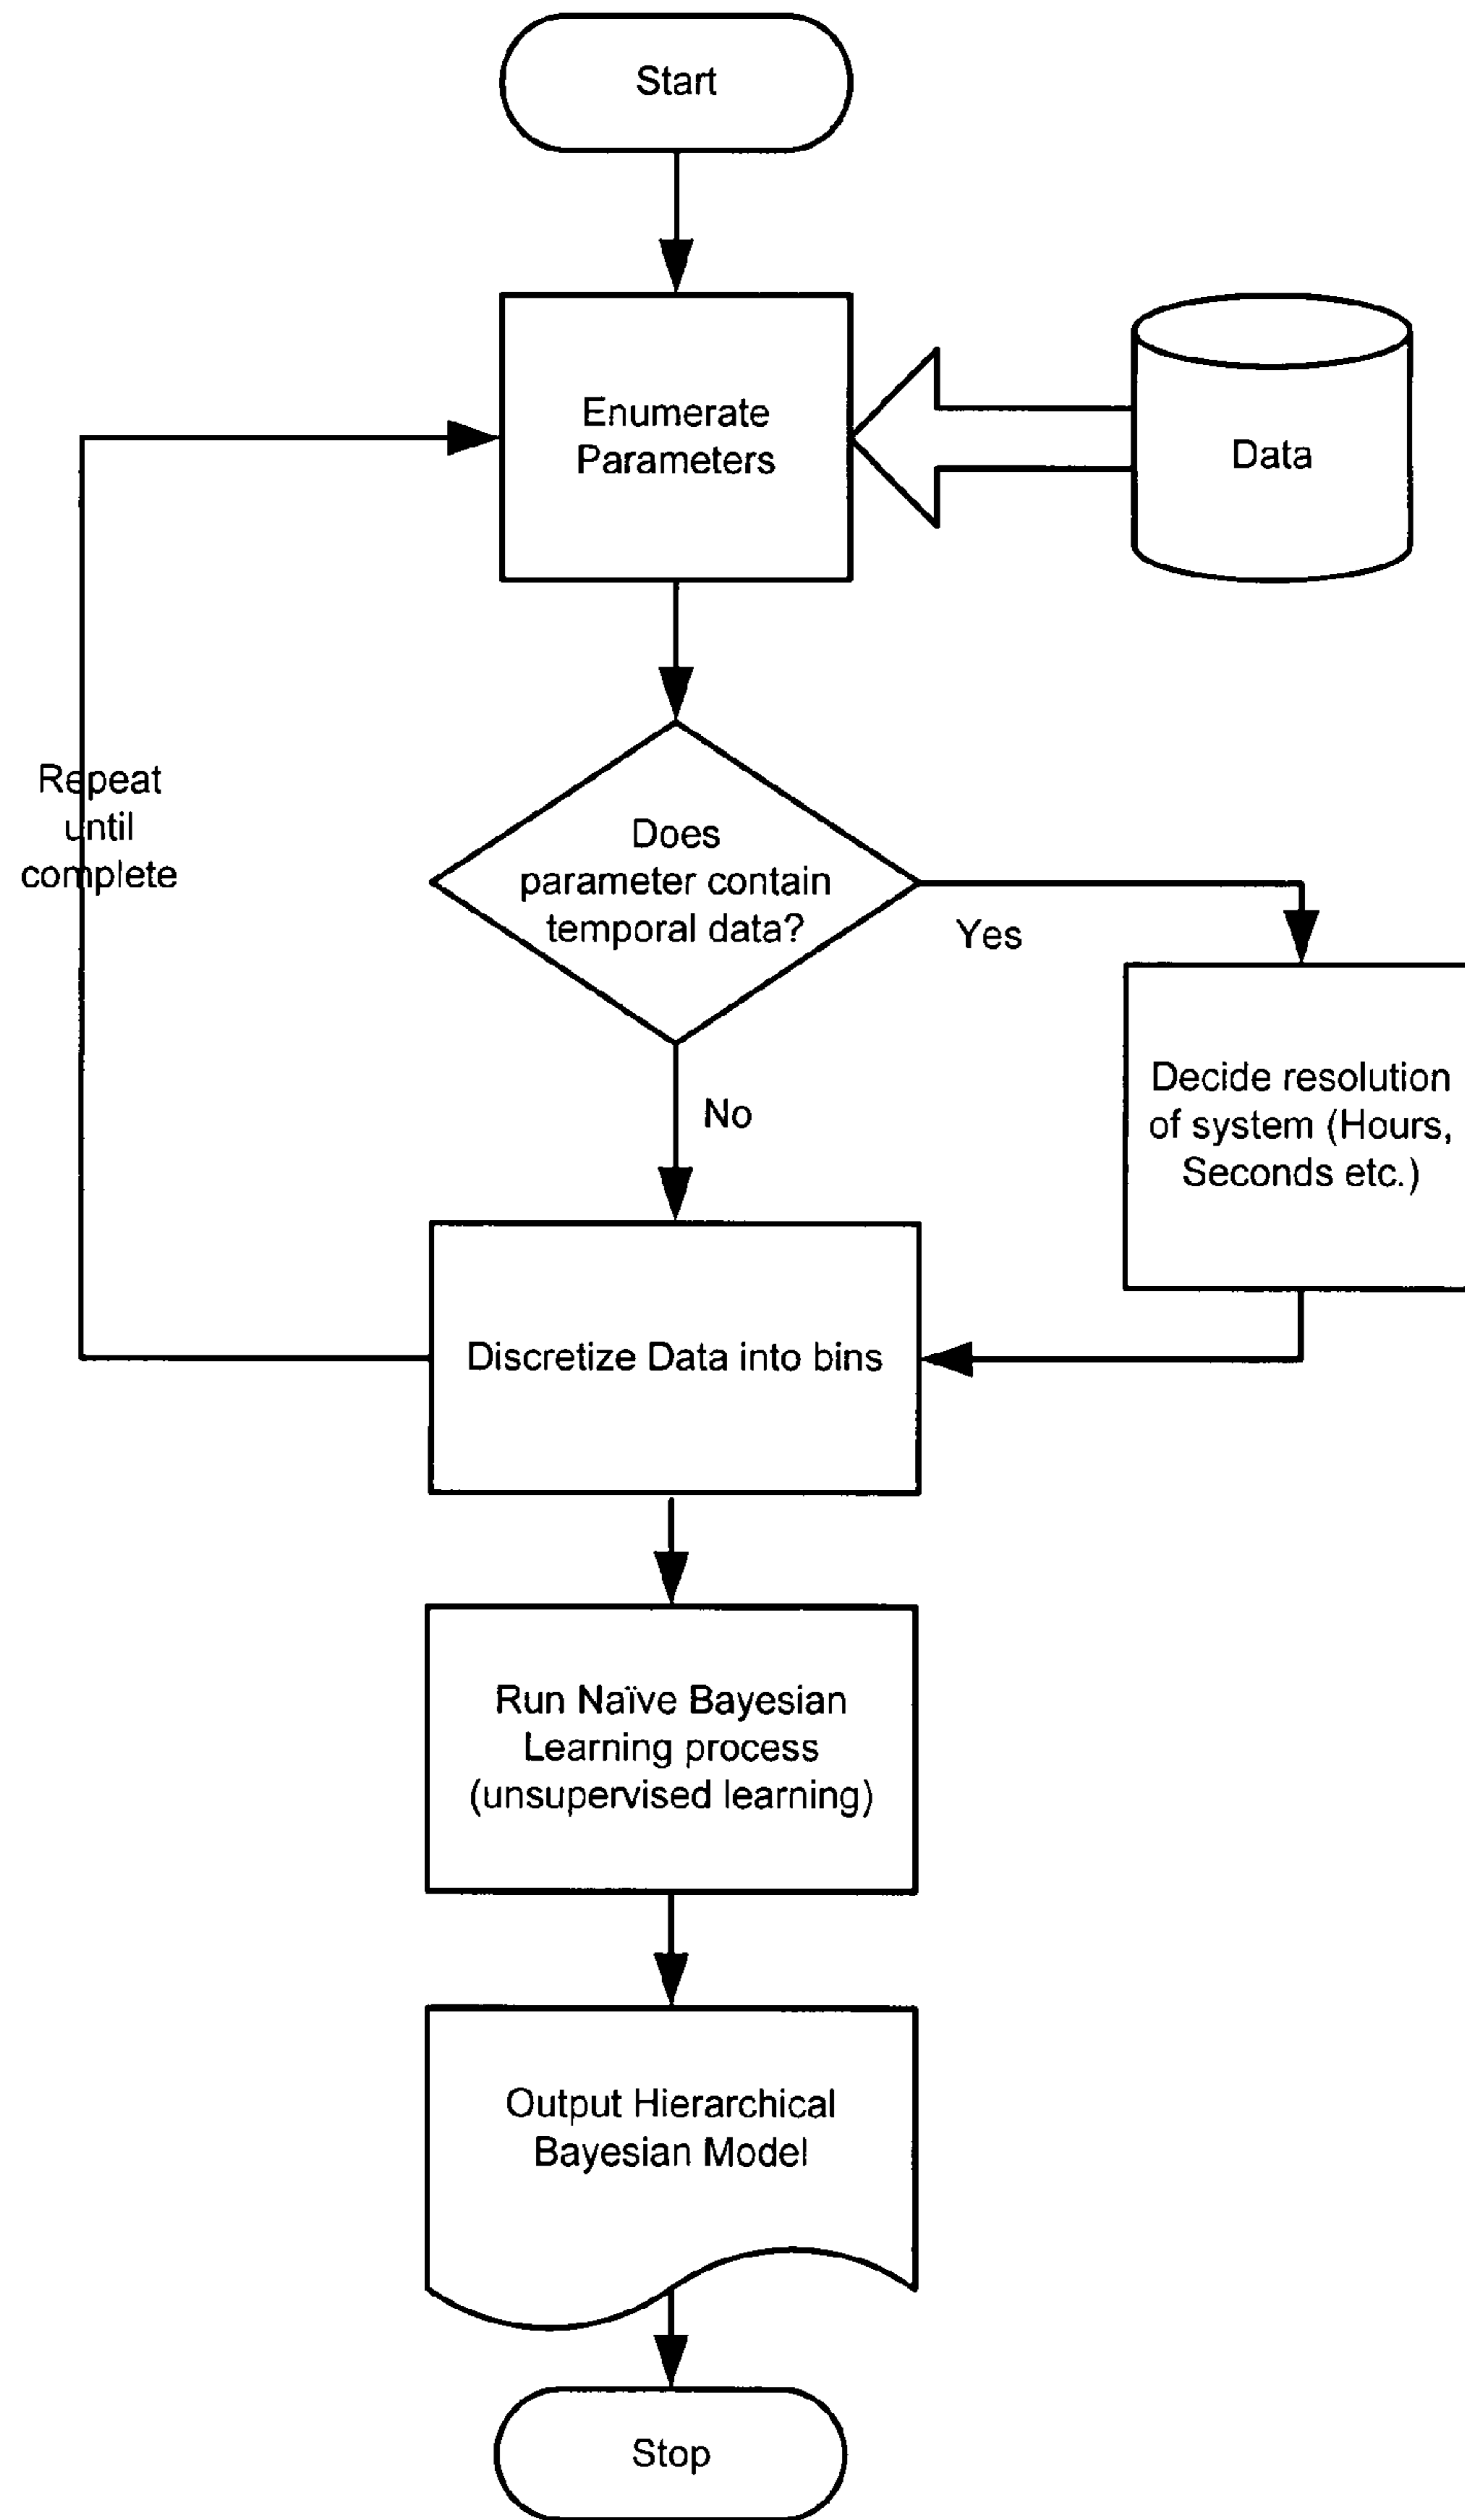 Start
Enumerate
Parameters
Data
Repeat
until
complete
Does
parameter contain
temporal data?
Yes
Decide resolution
of system (Hours,
Seconds etc.)
No
Discretize Data into bins
Run Naïve Bayesian
Learning process
(unsupervised learning)
Output Hierarchical
Bayesian Model
Stop